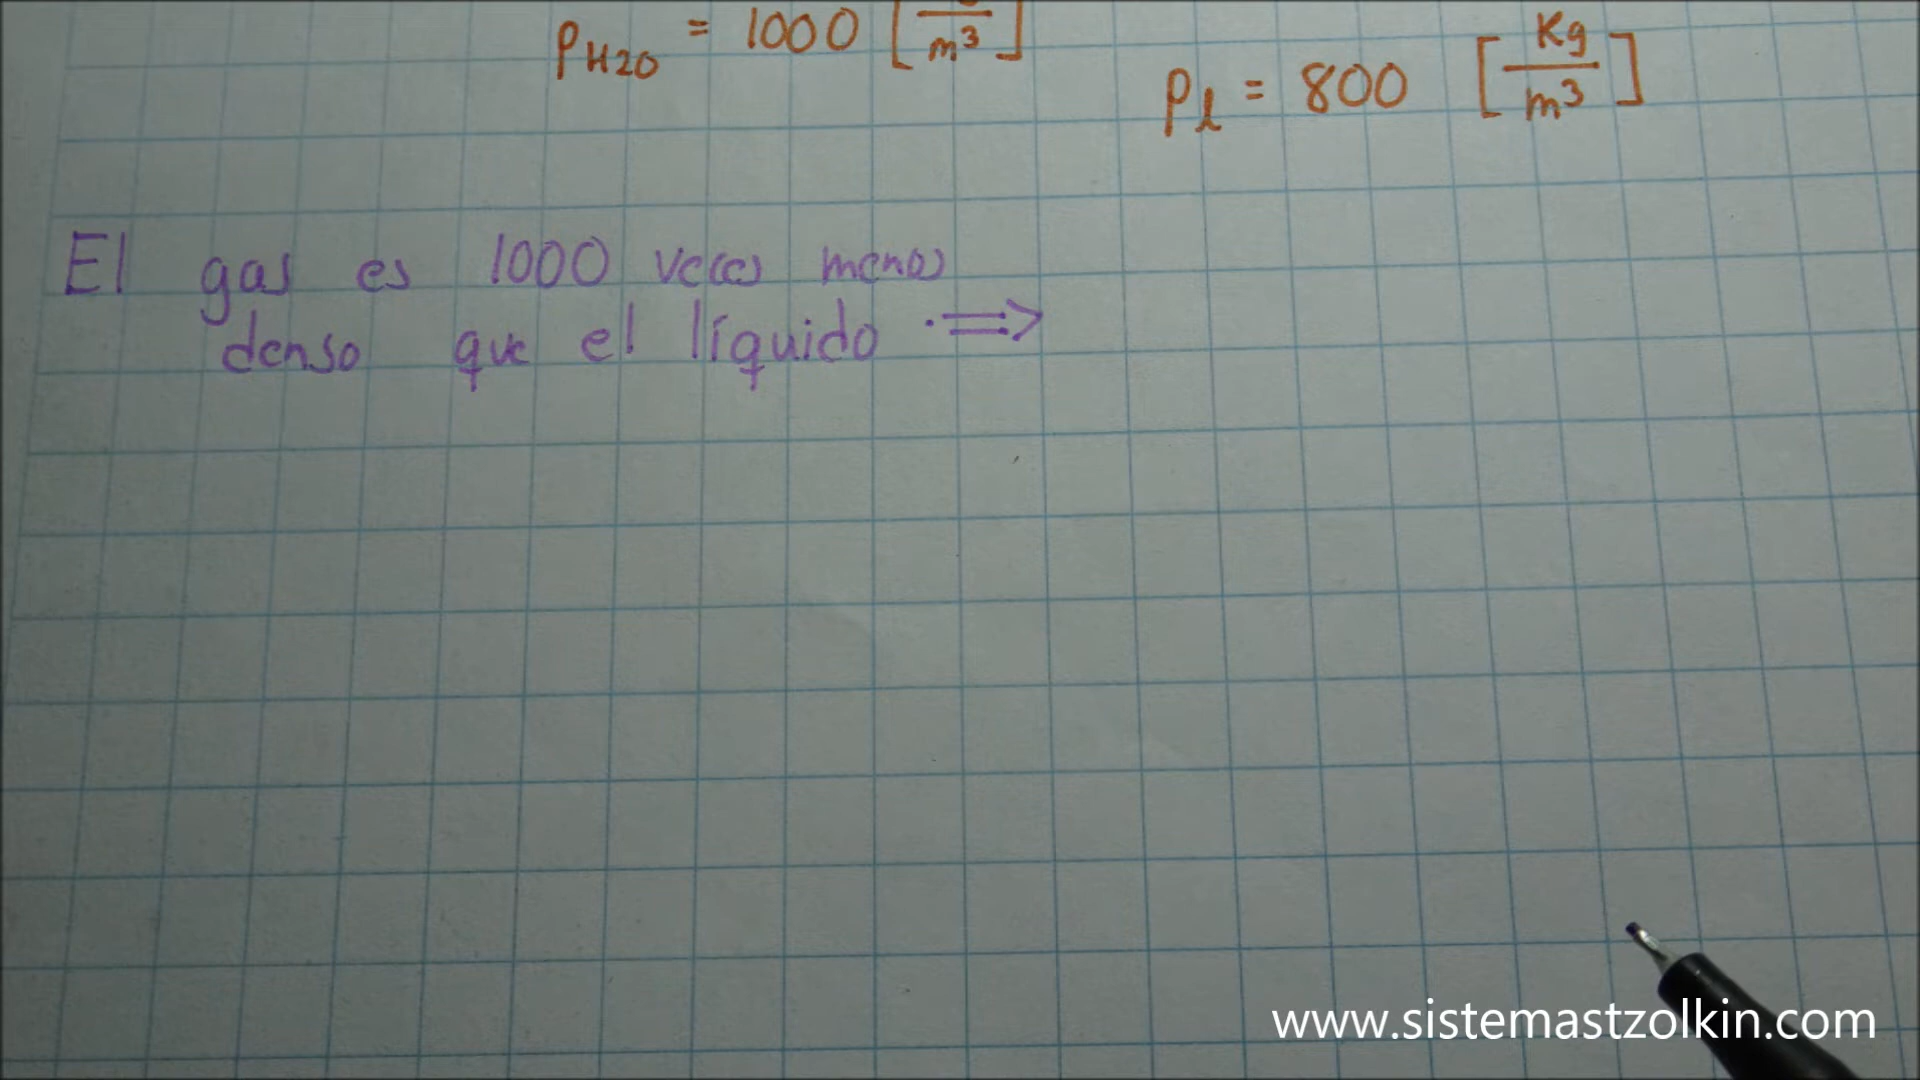 ρH2O = 1000 [ /m³]
ρl = 800 [Kg/m³]
El gas es 1000 veces menos
denso que el líquido ·⇒
www.sistemastzolkin.com